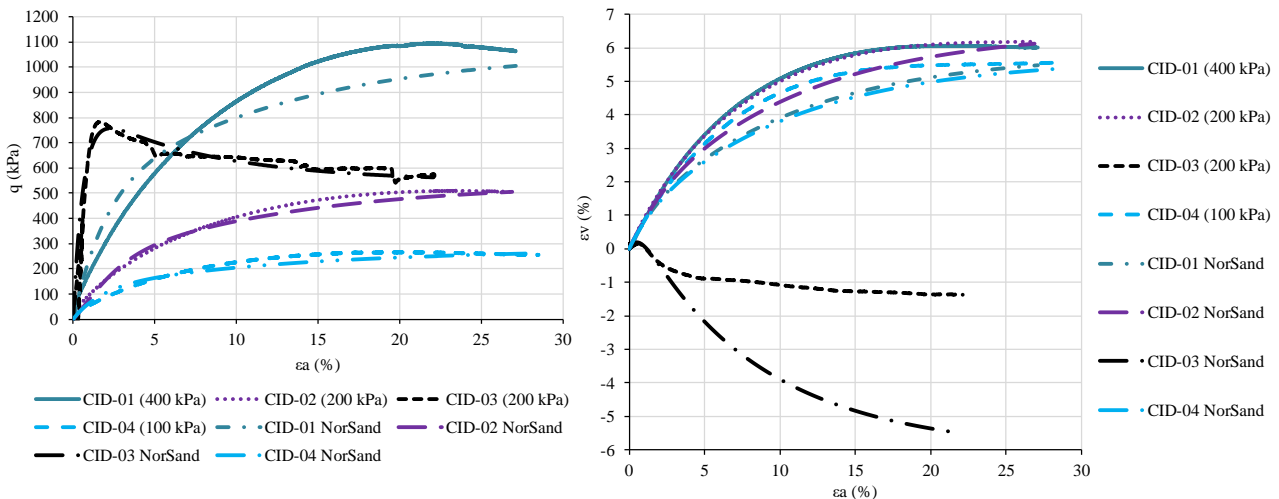 q (kPa)
1200
1100
1000
900
800
700
600
500
400
300
200
100
0
0 5 10 15 20 25 30
εa (%)
CID-01 (400 kPa) CID-02 (200 kPa) CID-03 (200 kPa)
CID-04 (100 kPa) CID-01 NorSand CID-02 NorSand
CID-03 NorSand CID-04 NorSand
εv (%)
7
6
5
4
3
2
1
0
-1
-2
-3
-4
-5
-6
0 5 10 15 20 25 30
εa (%)
CID-01 (400 kPa)
CID-02 (200 kPa)
CID-03 (200 kPa)
CID-04 (100 kPa)
CID-01 NorSand
CID-02 NorSand
CID-03 NorSand
CID-04 NorSand